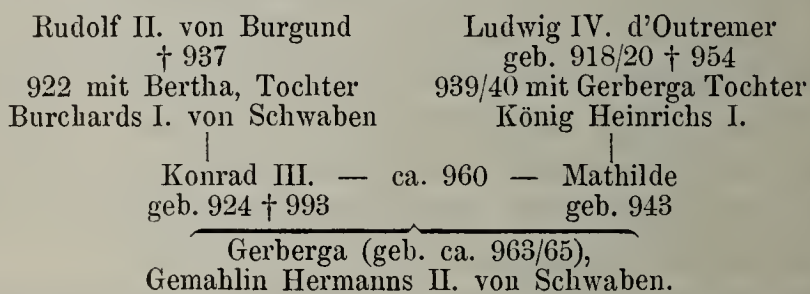 Rudolf II. von Burgund
† 937
922 mit Bertha, Tochter
Burchards I. von Schwaben
Ludwig IV. d'Outremer
geb. 918/20 † 954
939/40 mit Gerberga Tochter
König Heinrichs I.
Konrad III. — ca. 960 — Mathilde
geb. 924 † 993 geb. 943
Gerberga (geb. ca. 963/65),
Gemahlin Hermanns II. von Schwaben.